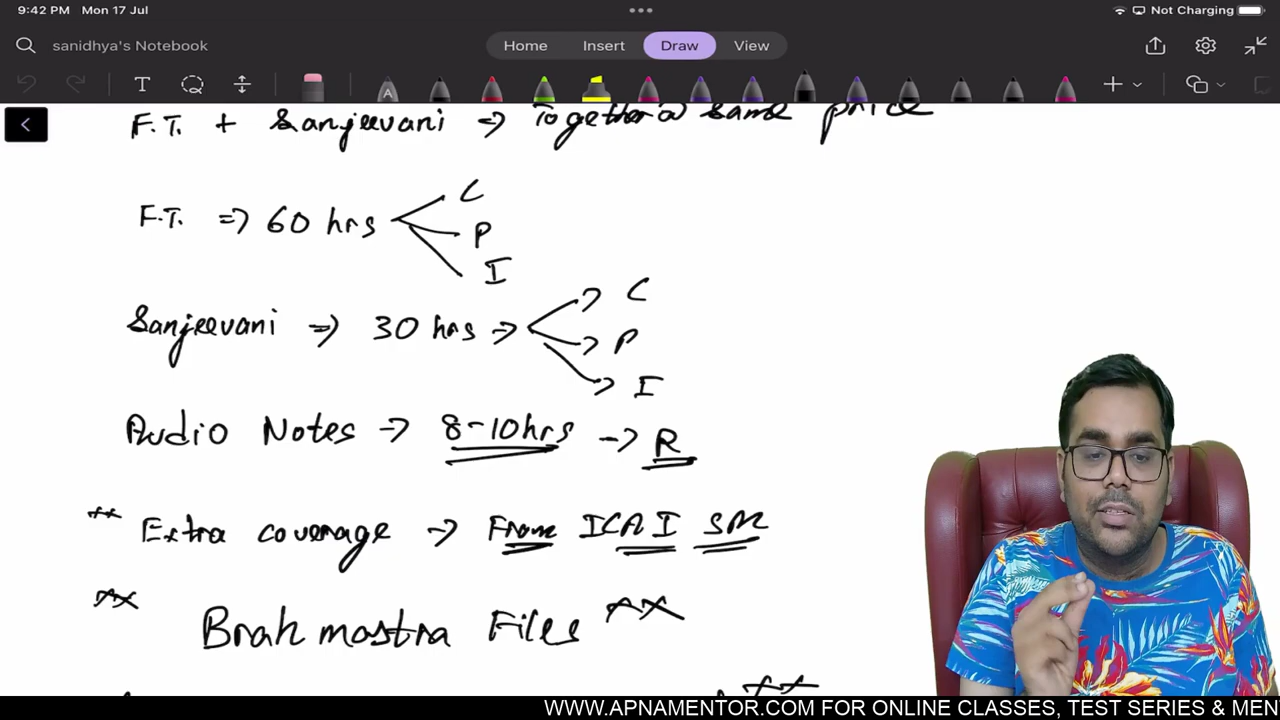 9:42 PM Mon 17 Jul
Not Charging
sanidhya's Notebook
Home Insert Draw View
T
A
F.T. + Sanjeevani => Together @ same price
F.T. => 60 hrs
C
P
I
Sanjeevani => 30 hrs ->
-> C
-> P
-> I
Audio Notes -> 8-10hrs -> R
** Extra coverage -> From ICAI SM
** Brahmastra Files **
**
WWW.APNAMENTOR.COM FOR ONLINE CLASSES, TEST SERIES & MEN